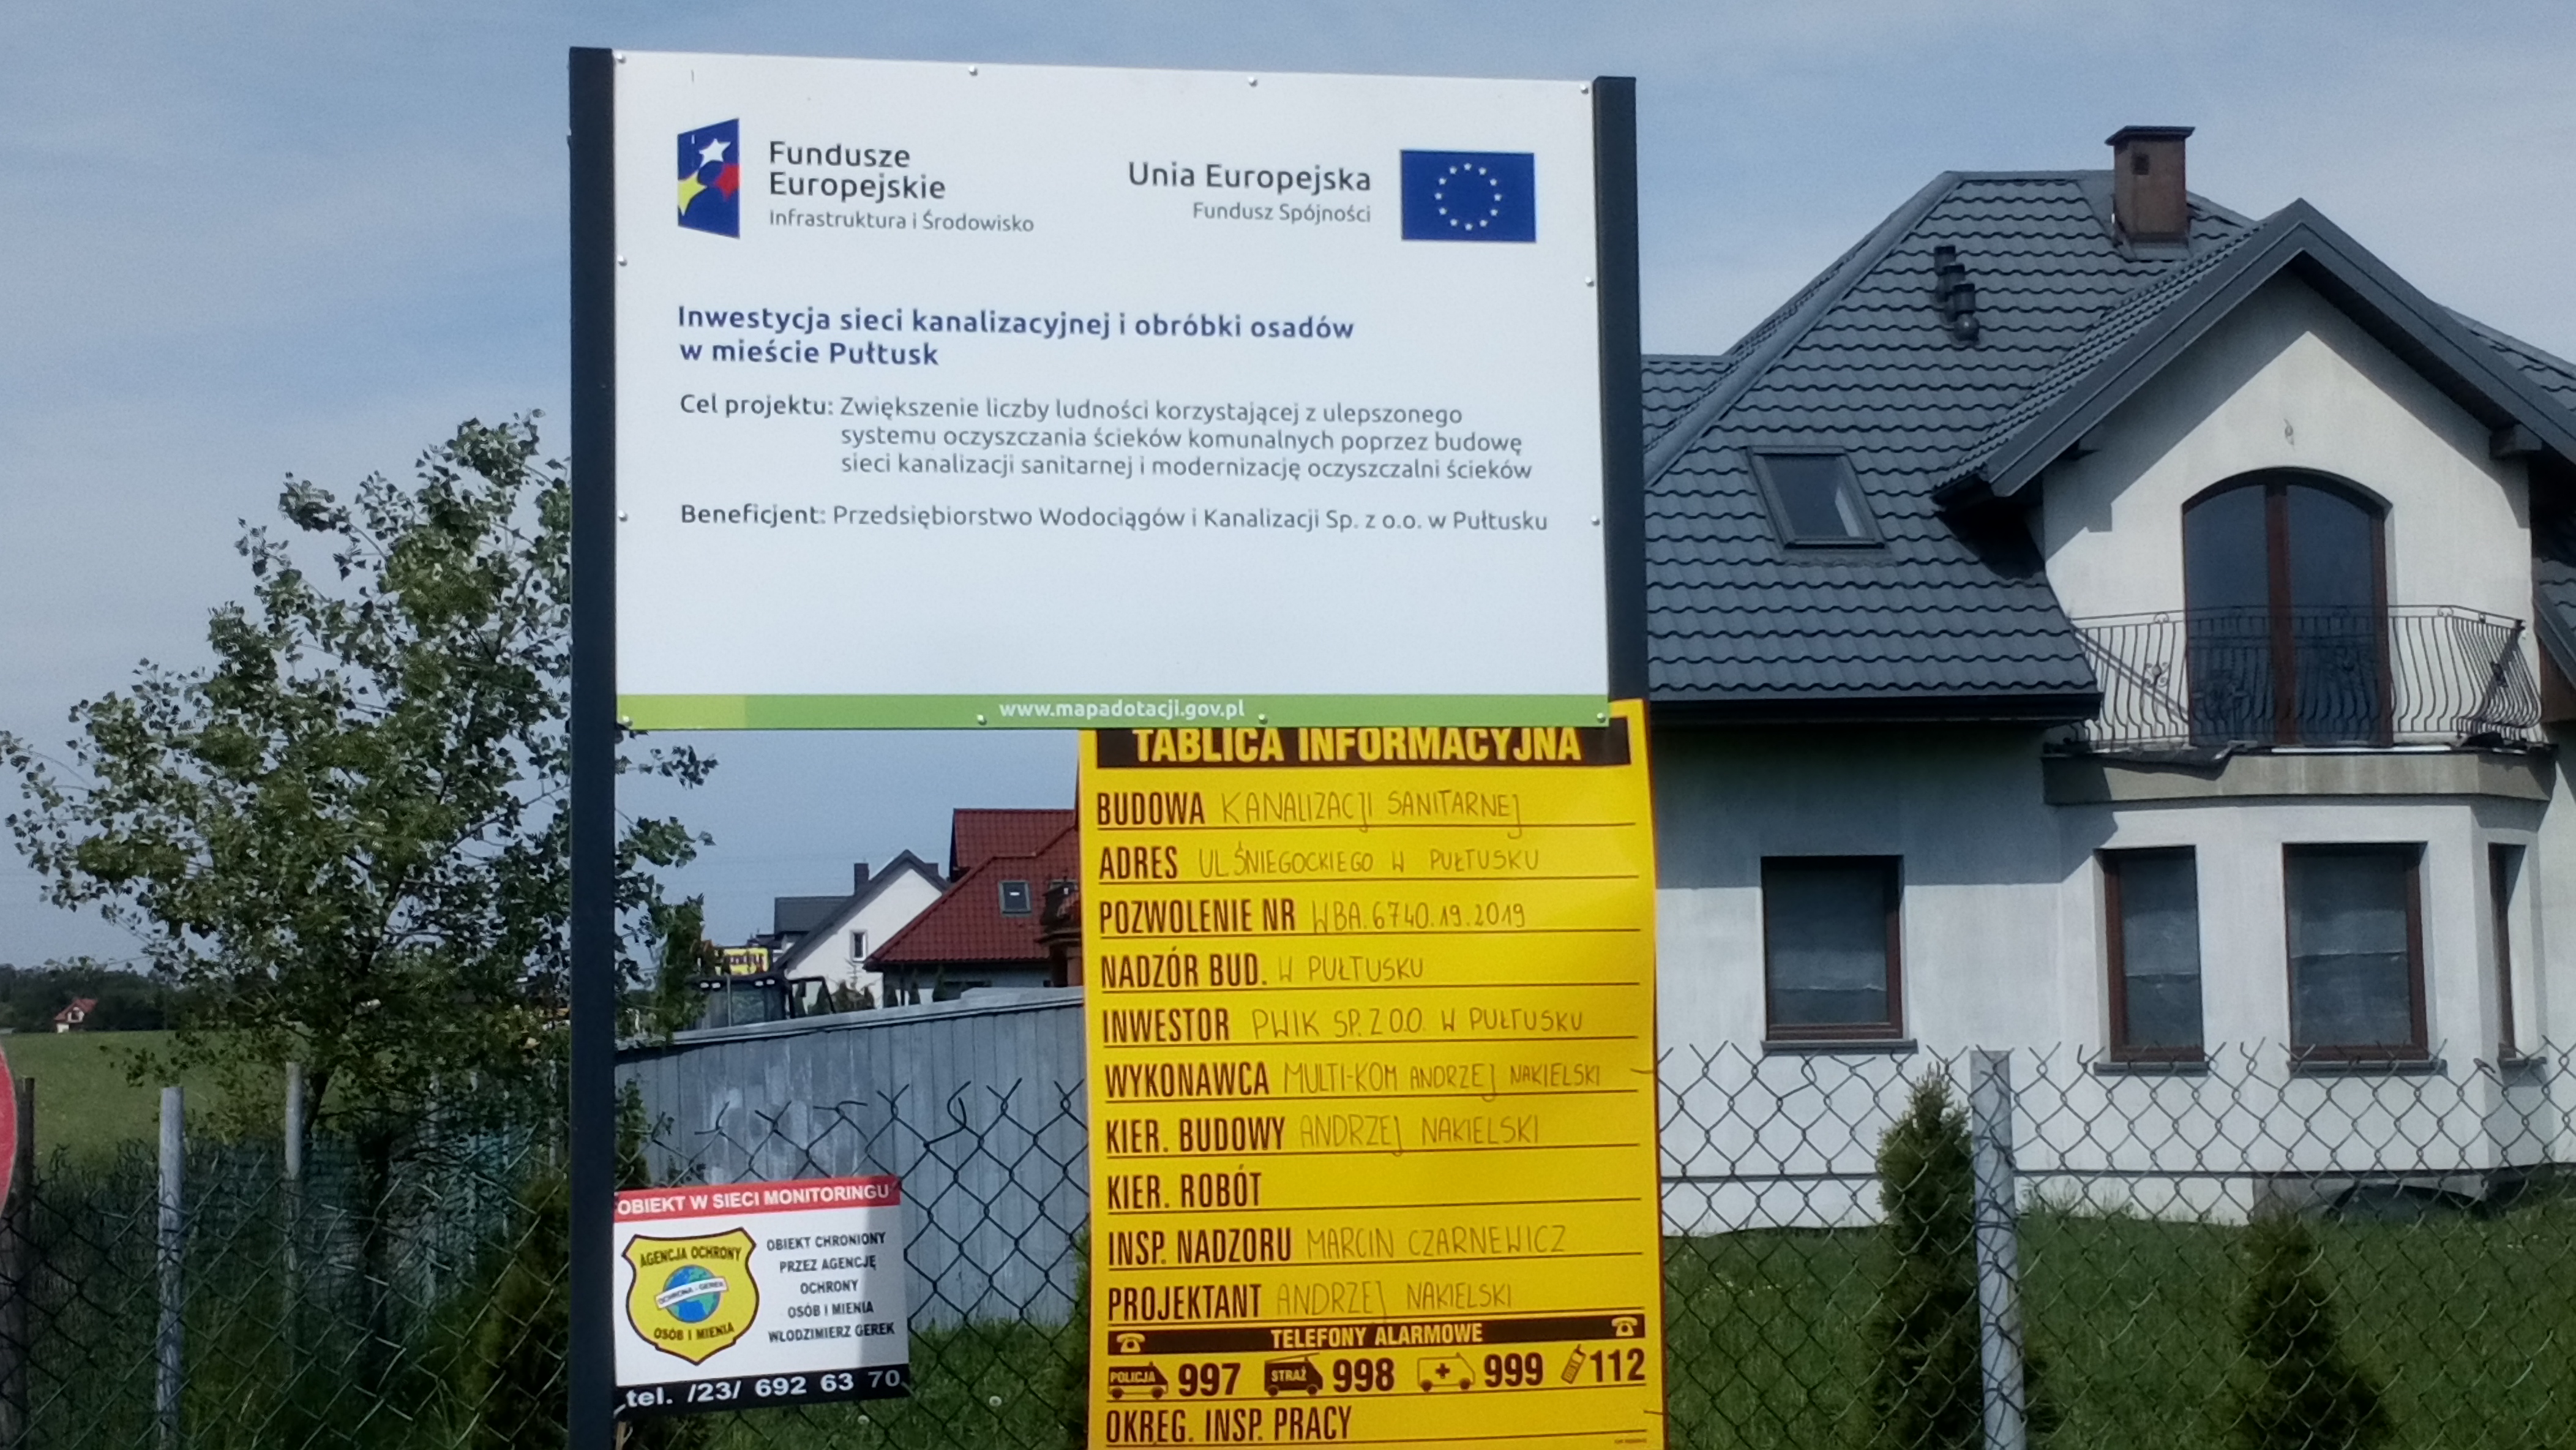 Fundusze
Europejskie
Infrastruktura i Środowisko
Unia Europejska
Fundusz Spójności
Inwestycja sieci kanalizacyjnej i obróbki osadów
w mieście Pułtusk
Cel projektu: Zwiększenie liczby ludności korzystającej z ulepszonego
systemu oczyszczania ścieków komunalnych poprzez budowę
sieci kanalizacji sanitarnej i modernizację oczyszczalni ścieków
Beneficjent: Przedsiębiorstwo Wodociągów i Kanalizacji Sp. z o.o. w Pułtusku
www.mapadotacji.gov.pl
TABLICA INFORMACYJNA
BUDOWA KANALIZACJI SANITARNEJ
ADRES UL.ŚNIEGOCKIEGO W PUŁTUSKU
POZWOLENIE NR WBA.6740.19.2019
NADZÓR BUD. W PUŁTUSKU
INWESTOR PWIK SP. Z O.O. W PUŁTUSKU
WYKONAWCA MULTI-KOM ANDRZEJ NAKIELSKI
KIER. BUDOWY ANDRZEJ NAKIELSKI
KIER. ROBÓT
INSP. NADZORU MARCIN CZARNEWICZ
PROJEKTANT ANDRZEJ NAKIELSKI
TELEFONY ALARMOWE
POLICJA 997 STRAŻ 998 999 112
OKRĘG. INSP. PRACY
OBIEKT W SIECI MONITORINGU
AGENCJA OCHRONY
OCHRONA - GEREK
OSÓB I MIENIA
OBIEKT CHRONIONY
PRZEZ AGENCJĘ
OCHRONY
OSÓB I MIENIA
WŁODZIMIERZ GEREK
tel. /23/ 692 63 70